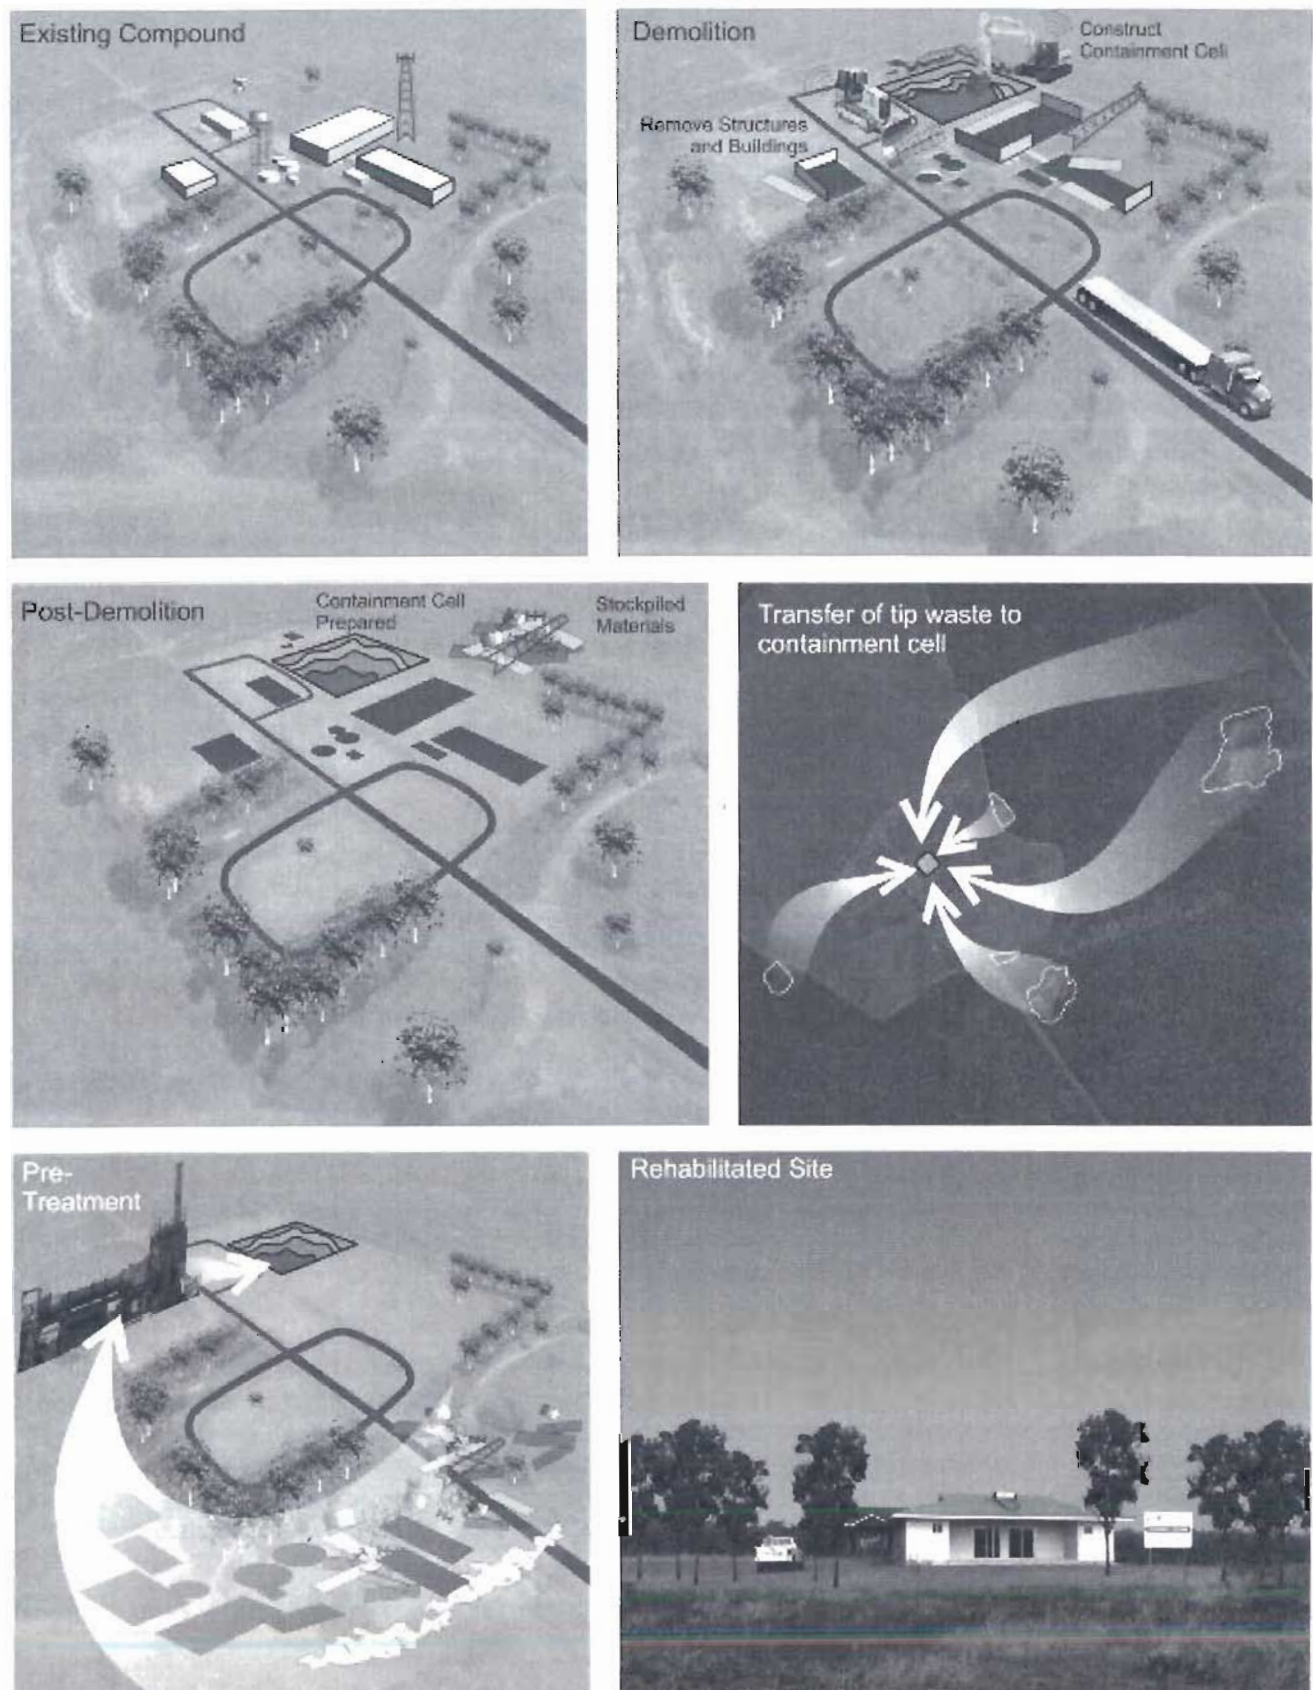 Existing Compound
Demolition
Construct
Containment Cell
Remove Structures
and Buildings
Post-Demolition
Containment Cell
Prepared
Stockpiled
Materials
Transfer of tip waste to
containment cell
Pre-
Treatment
Rehabilitated Site